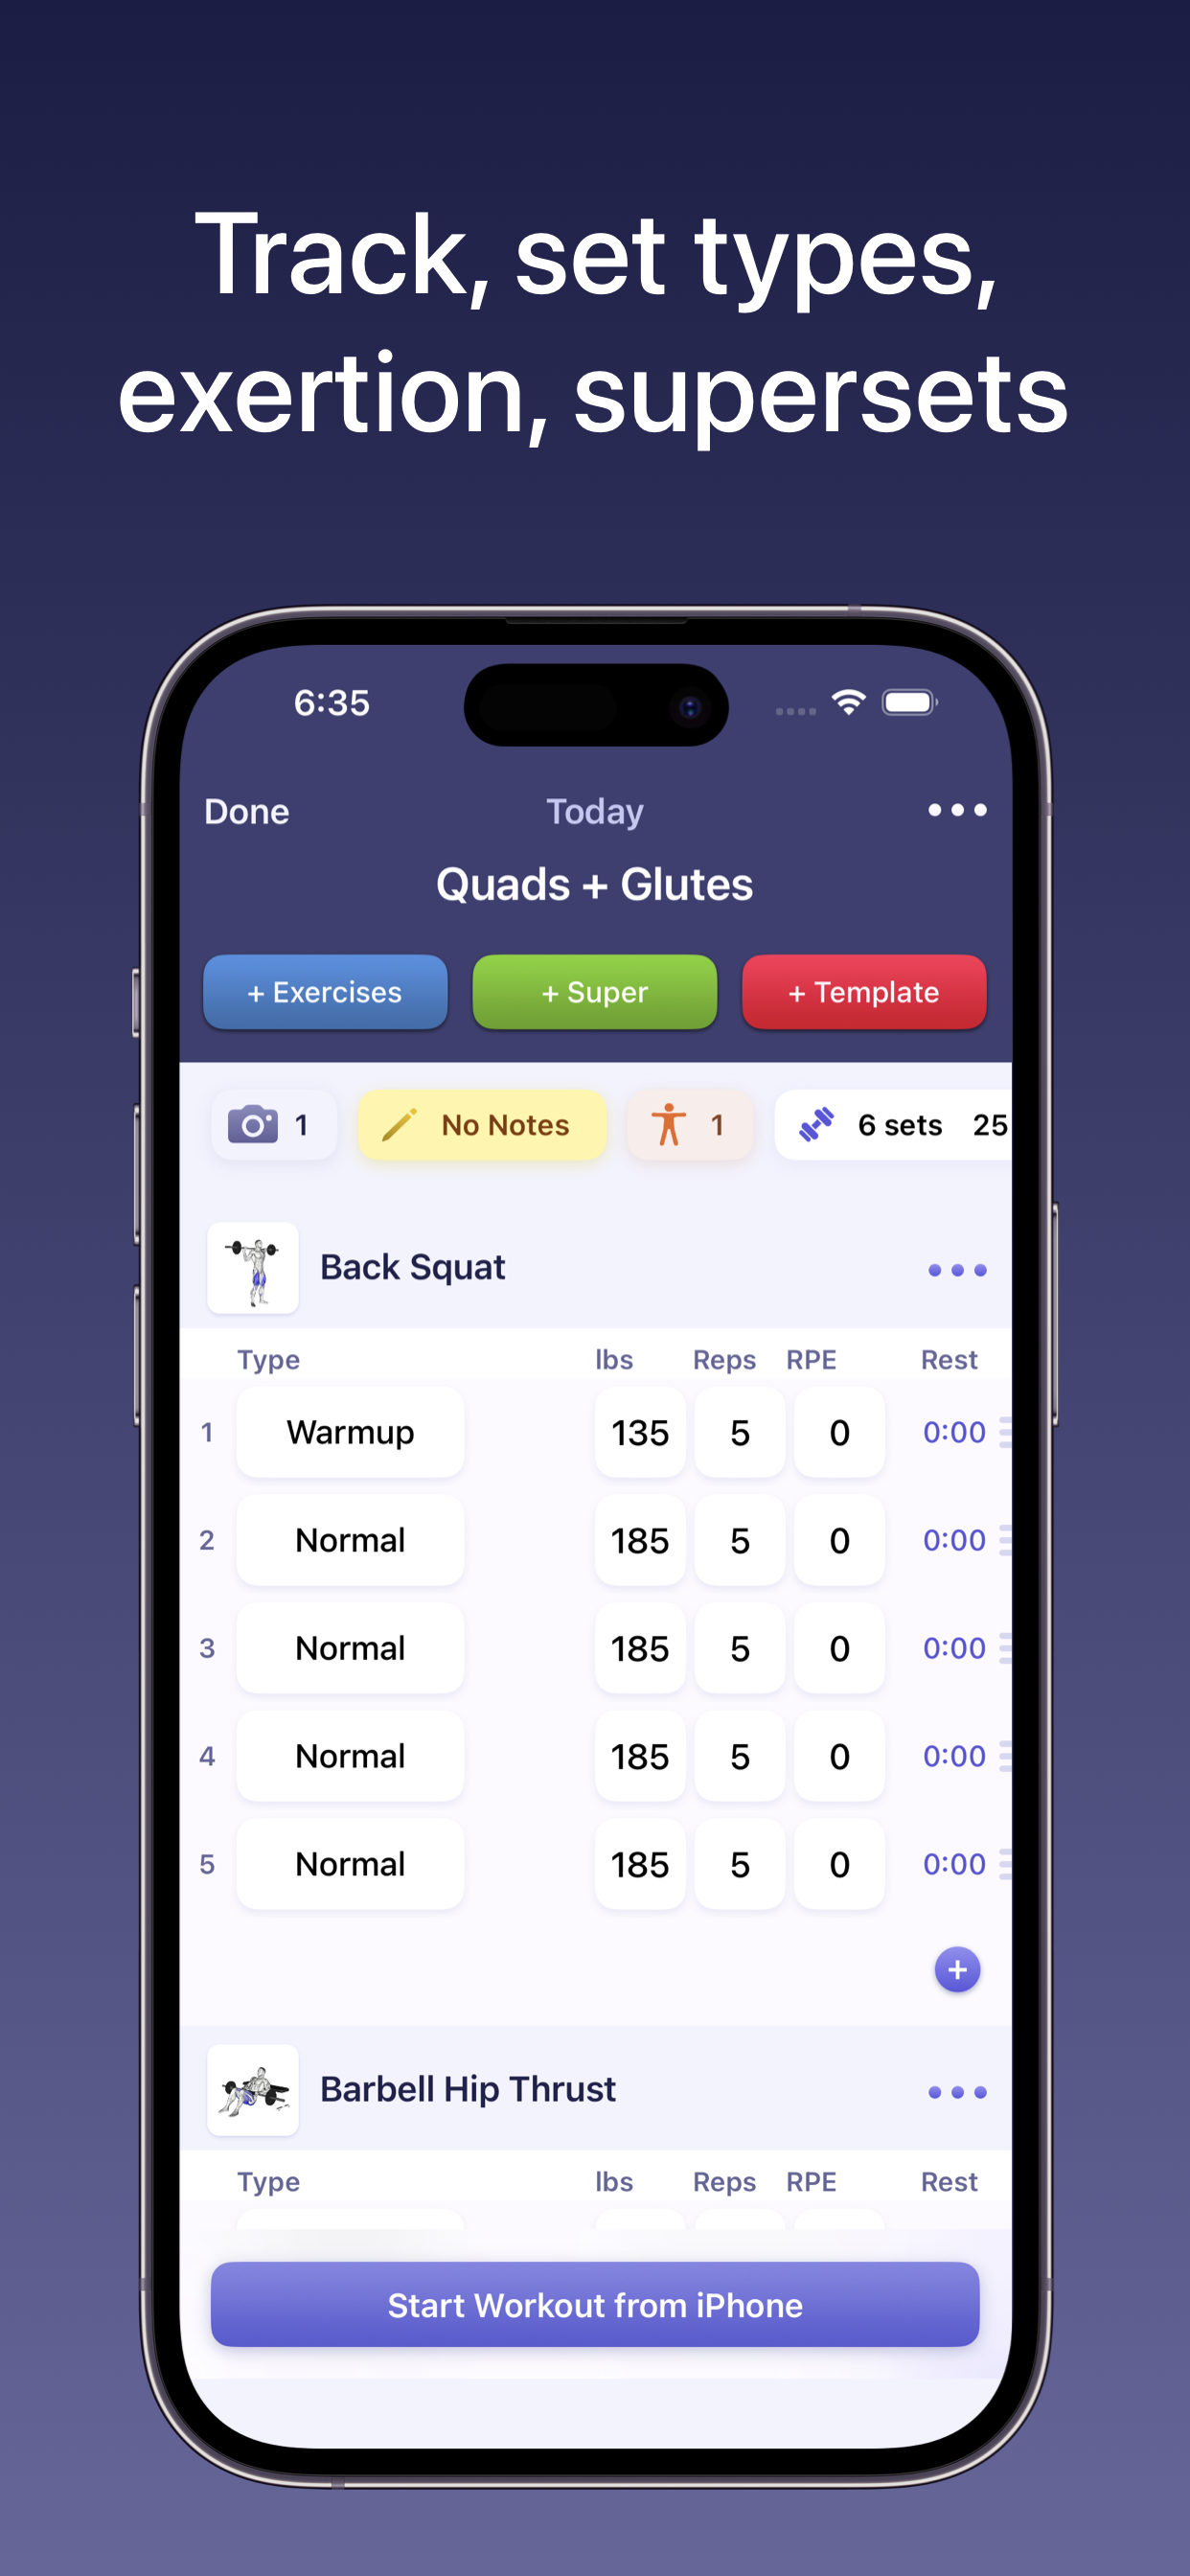 Track, set types,
exertion, supersets
6:35
Done Today
Quads + Glutes
+ Exercises + Super + Template
1 No Notes 1 6 sets 25
Back Squat
Type lbs Reps RPE Rest
1 Warmup 135 5 0 0:00
2 Normal 185 5 0 0:00
3 Normal 185 5 0 0:00
4 Normal 185 5 0 0:00
5 Normal 185 5 0 0:00
+
Barbell Hip Thrust
Type lbs Reps RPE Rest
Start Workout from iPhone